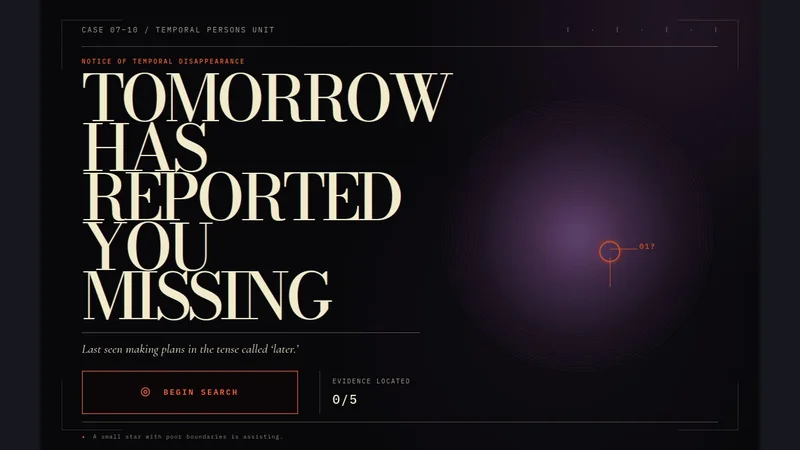 CASE 07–10 / TEMPORAL PERSONS UNIT
NOTICE OF TEMPORAL DISAPPEARANCE
TOMORROW
HAS
REPORTED
YOU
MISSING
01?
Last seen making plans in the tense called ‘later.’
BEGIN SEARCH
EVIDENCE LOCATED
0/5
A small star with poor boundaries is assisting.